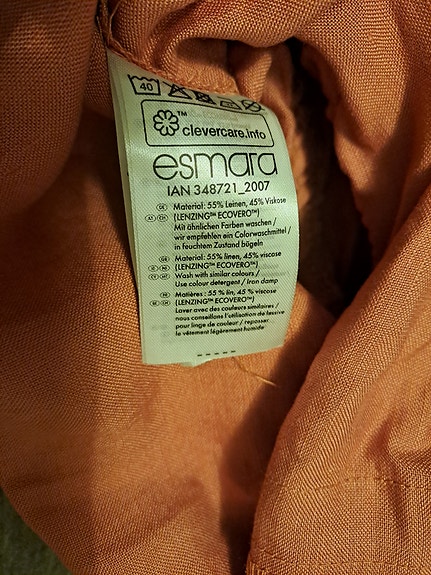 40
clevercare.info
esmara
IAN 348721_2007
Material: 55% Leinen, 45% Viskose
(LENZING™ ECOVERO™)
Mit ähnlichen Farben waschen /
wir empfehlen ein Colorwaschmittel /
in feuchtem Zustand bügeln
Material: 55% linen, 45% viscose
(LENZING™ ECOVERO™)
Wash with similar colours /
Use colour detergent / Iron damp
Matières : 55 % lin, 45 % viscose
(LENZING™ ECOVERO™)
Laver avec des couleurs similaires /
nous conseillons l'utilisation de lessive
pour linge de couleur / repasser
le vêtement légèrement humide